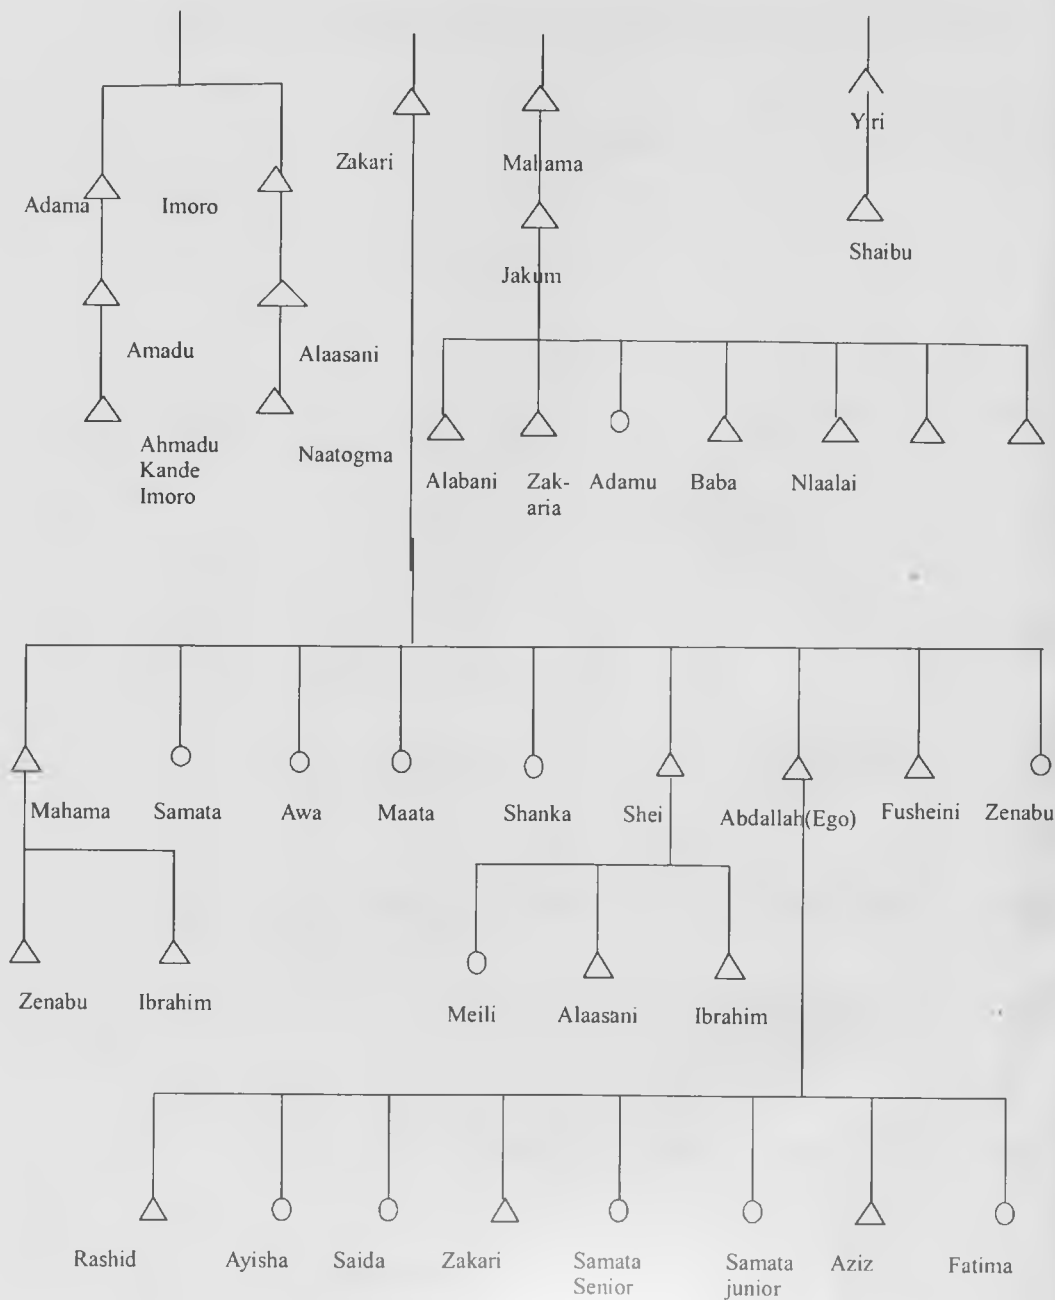 Zakari
Mahama
Yiri
Adama
Imoro
Shaibu
Jakum
Amadu
Alaasani
Ahmadu
Kande
Imoro
Naatogma
Alabani
Zak-
aria
Adamu
Baba
Nlaalai
Mahama
Samata
Awa
Maata
Shanka
Shei
Abdallah(Ego)
Fusheini
Zenabu
Zenabu
Ibrahim
Meili
Alaasani
Ibrahim
Rashid
Ayisha
Saida
Zakari
Samata
Senior
Samata
junior
Aziz
Fatima